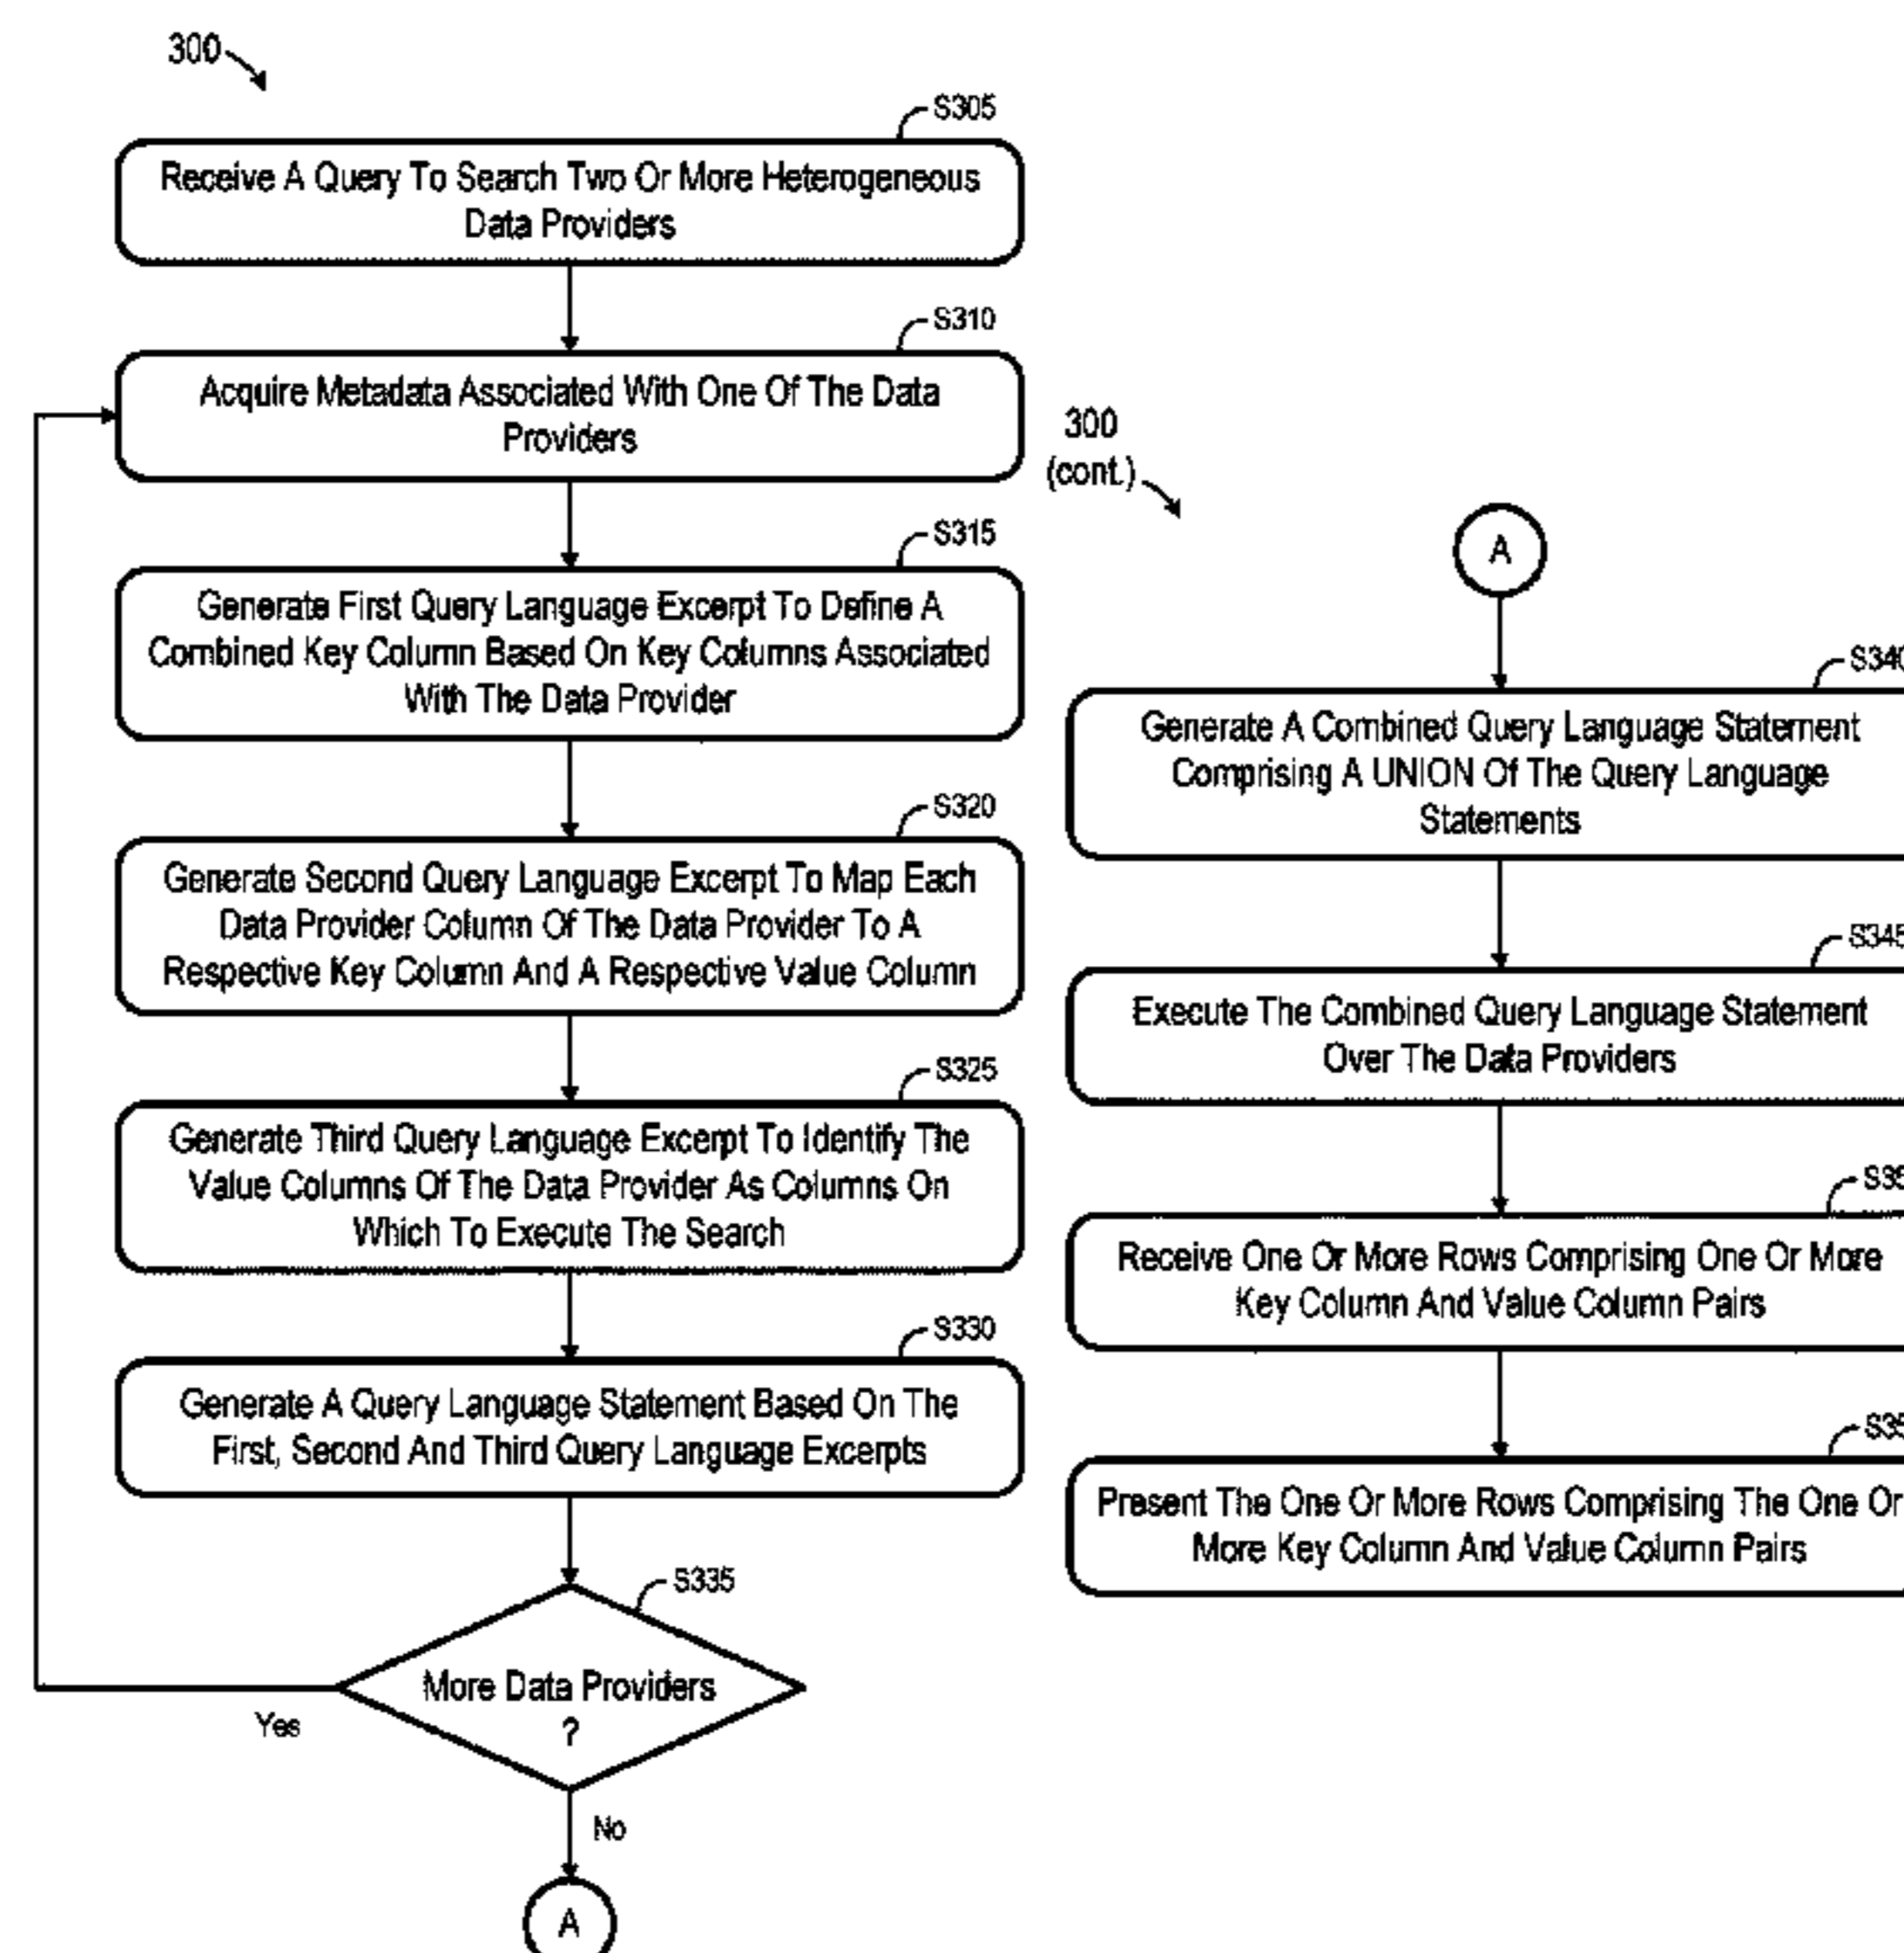 300
S305
Receive A Query To Search Two Or More Heterogeneous
Data Providers
S310
Acquire Metadata Associated With One Of The Data
Providers
S315
Generate First Query Language Excerpt To Define A
Combined Key Column Based On Key Columns Associated
With The Data Provider
S320
Generate Second Query Language Excerpt To Map Each
Data Provider Column Of The Data Provider To A
Respective Key Column And A Respective Value Column
S325
Generate Third Query Language Excerpt To Identify The
Value Columns Of The Data Provider As Columns On
Which To Execute The Search
S330
Generate A Query Language Statement Based On The
First, Second And Third Query Language Excerpts
S335
More Data Providers
?
Yes
No
A
300
(cont.)
A
S340
Generate A Combined Query Language Statement
Comprising A UNION Of The Query Language
Statements
S345
Execute The Combined Query Language Statement
Over The Data Providers
S35
Receive One Or More Rows Comprising One Or More
Key Column And Value Column Pairs
S35
Present The One Or More Rows Comprising The One Or
More Key Column And Value Column Pairs